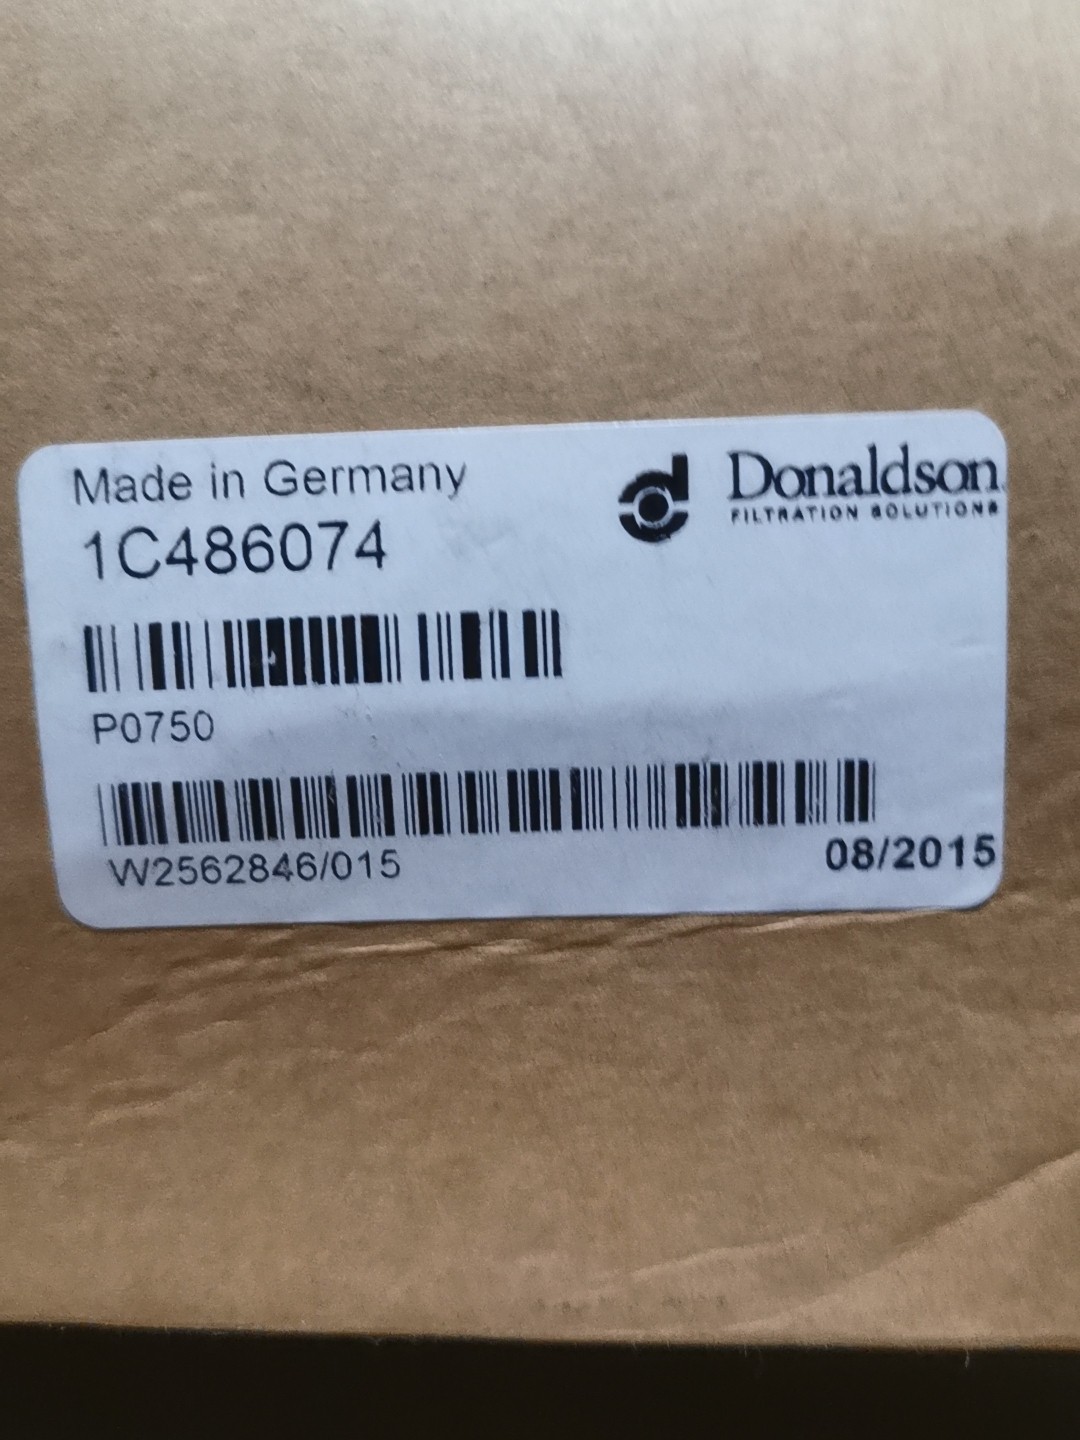 Made in Germany
1C486074
Donaldson.
FILTRATION SOLUTIONS
P0750
W2562846/015
08/2015